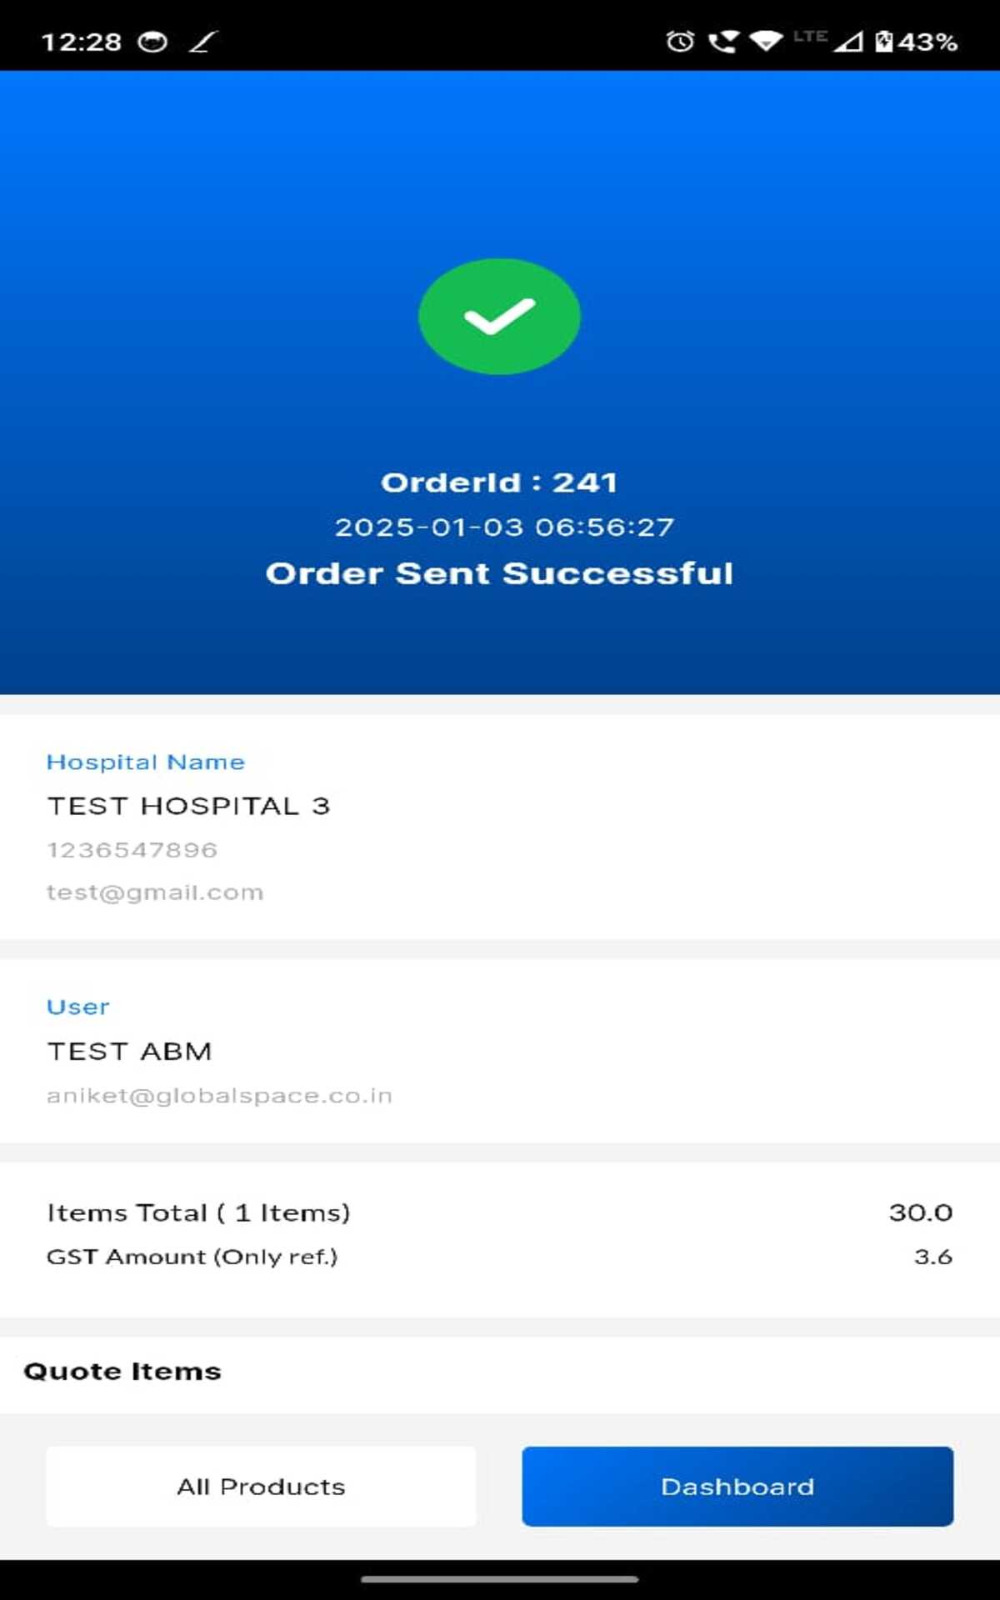 12:28 LTE 43%
OrderId : 241
2025-01-03 06:56:27
Order Sent Successful
Hospital Name
TEST HOSPITAL 3
1236547896
test@gmail.com
User
TEST ABM
aniket@globalspace.co.in
Items Total ( 1 Items) 30.0
GST Amount (Only ref.) 3.6
Quote Items
All Products Dashboard